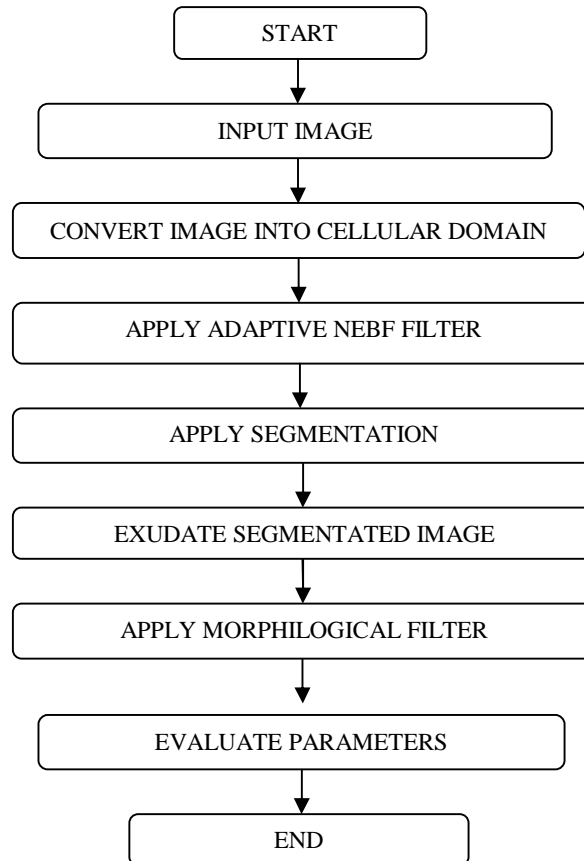 START
INPUT IMAGE
CONVERT IMAGE INTO CELLULAR DOMAIN
APPLY ADAPTIVE NEBF FILTER
APPLY SEGMENTATION
EXUDATE SEGMENTATED IMAGE
APPLY MORPHILOGICAL FILTER
EVALUATE PARAMETERS
END